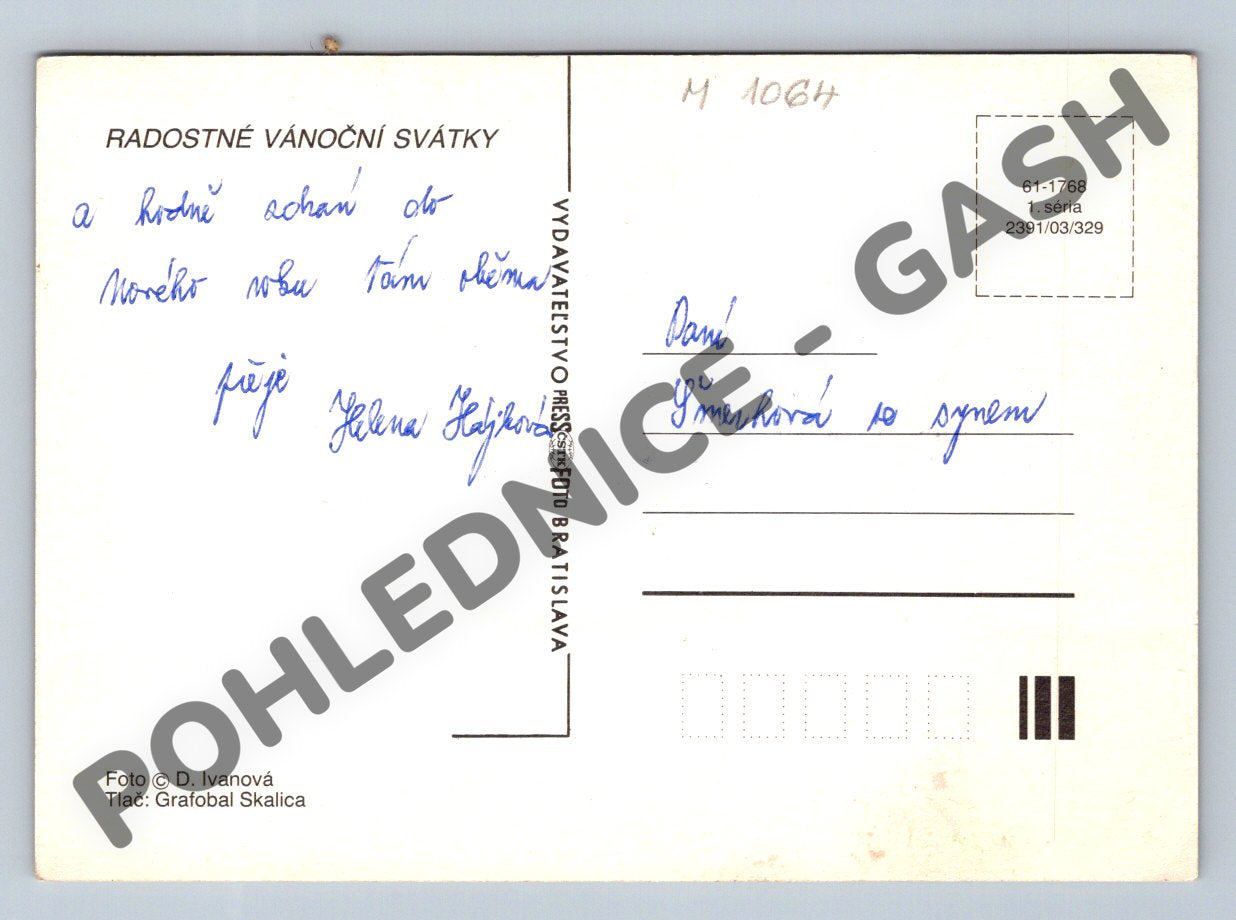 M 1064
RADOSTNÉ VÁNOČNÍ SVÁTKY
a hodně zdraví do
Nového roku Vám oběma
přeje
Helena Hájková
VYDAVATEĽSTVO PRESSFOTO BRATISLAVA
ČSTK
61-1768
1. séria
2391/03/329
Paní
se synem
Foto © D. Ivanová
Tlač: Grafobal Skalica
POHLEDNICE - GASH